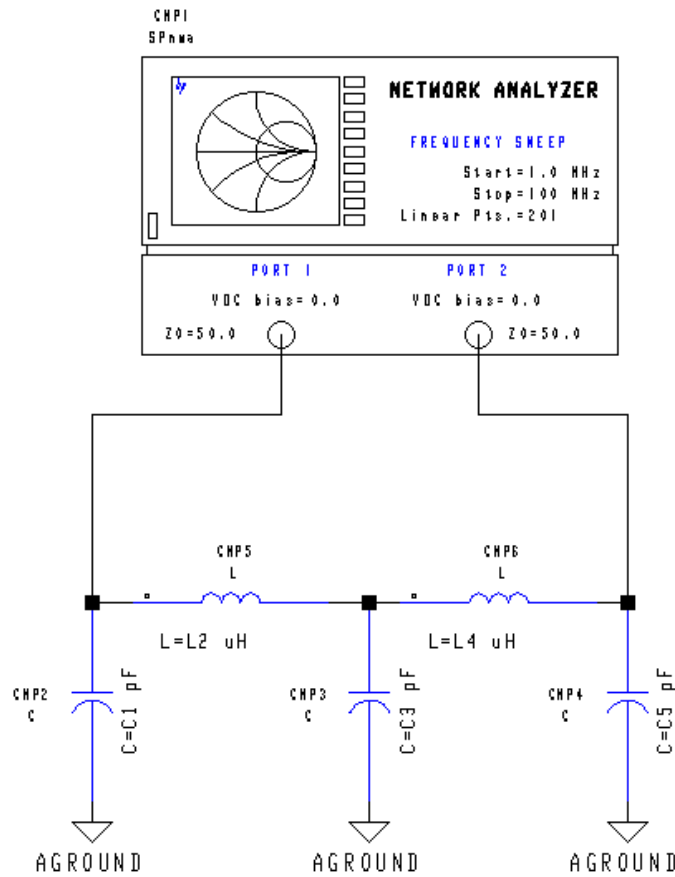 CMP1
SPnwa
NETWORK ANALYZER
FREQUENCY SWEEP
Start=1.0 MHz
Stop=100 MHz
Linear Pts.=201
PORT 1 PORT 2
VDC bias=0.0 VDC bias=0.0
Z0=50.0 Z0=50.0
CMP5 CMP6
L L
L=L2 uH L=L4 uH
CMP2 CMP3 CMP4
C C C
C=C1 pF C=C3 pF C=C5 pF
AGROUND AGROUND AGROUND